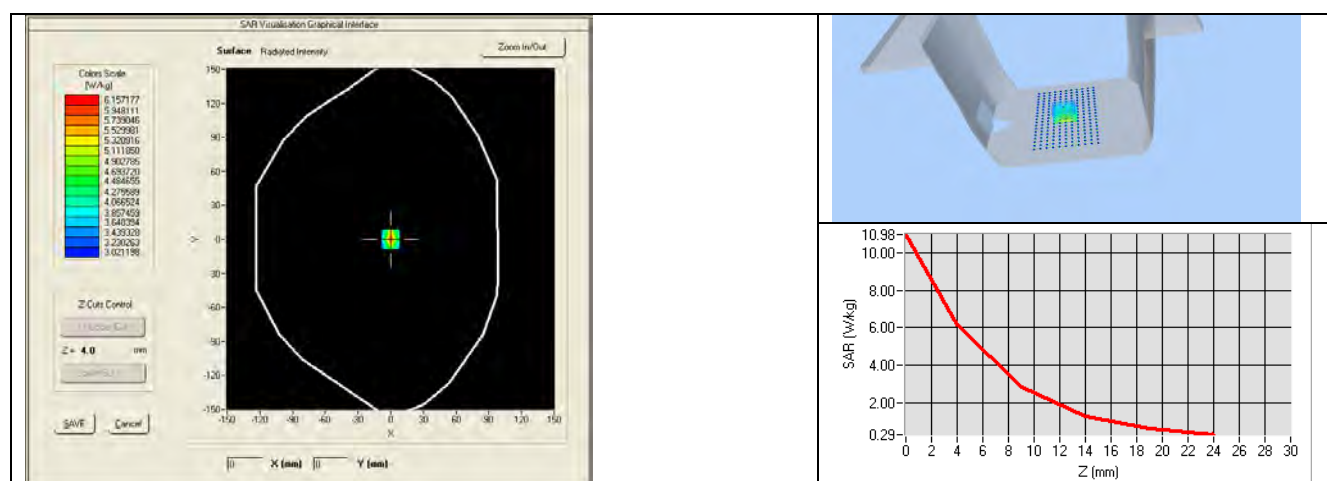 SAR Visualisation Graphical Interface
Surface Radiated Intensity
Zoom In/Out
Colors Scale
[W/kg]
6.157177
5.948111
5.739046
5.529981
5.320916
5.111850
4.902785
4.693720
4.484655
4.275589
4.066524
3.857459
3.648394
3.439328
3.230263
3.021198
Z Cuts Control
Z = 4.0 mm
SAVE
Cancel
150
120
90
60
30
0
-30
-60
-90
-120
-150
Y
-150 -120 -90 -60 -30 0 30 60 90 120 150
X
0 X (mm) 0 Y (mm)
10.98
10.00
8.00
6.00
4.00
2.00
0.29
SAR (W/kg)
0 2 4 6 8 10 12 14 16 18 20 22 24 26 28 30
Z (mm)